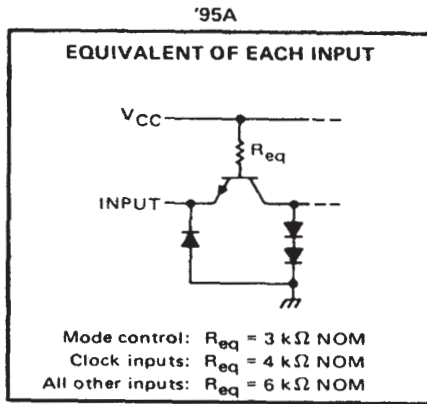 '95A
EQUIVALENT OF EACH INPUT
VCC
Req
INPUT
Mode control: Req = 3 kΩ NOM
Clock inputs: Req = 4 kΩ NOM
All other inputs: Req = 6 kΩ NOM